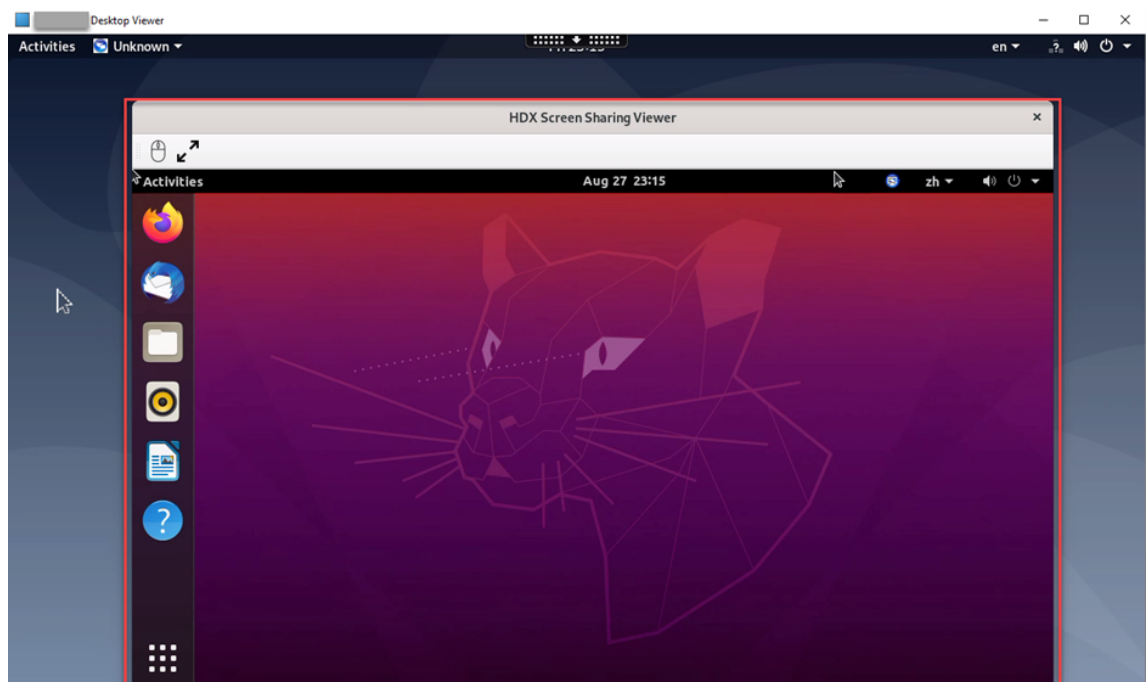 Desktop Viewer
Activities Unknown en
HDX Screen Sharing Viewer
Activities Aug 27 23:15 zh
?